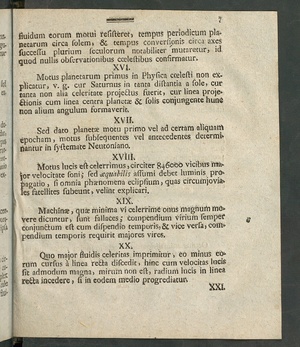 7
fluidum eorum motui resisteret, tempus periodicum pla-
netarum circa solem, & tempus conversionis circa axes
successu plurium seculorum notabiliter mutaretur, id
quod nullis observationibus cœlestibus confirmatur.
XVI.
Motus planetarum primus in Physica cœlesti non ex-
plicatur, v. g. cur Saturnus in tanta distantia a sole, cur
tanta non alia celeritate projectus fuerit, cur linea proje-
ctionis cum linea centra planetæ & solis conjungente hunc
non alium angulum formaverit.
XVII.
Sed dato planetæ motu primo vel ad certam aliquam
epocham, motus subsequentes vel antecedentes determi-
nantur in systemate Neutoniano.
XVIII.
Motus lucis est celerrimus, circiter 846000 vicibus ma-
jor velocitate soni; sed æquabilis assumi debet luminis pro-
pagatio, si omnia phænomena eclipsium, quas circumjovia-
les satellites subeunt, velint explicari.
XIX.
Machinæ, quæ minima vi celerrime onus magnum mo-
vere dicuntur, sunt fallaces; compendium virium semper
conjunctum est cum dispendio temporis, & vice versa, com-
pendium temporis requirit majores vires.
XX.
Quo major fluidis celeritas imprimitur, eo minus eo-
rum cursus à linea recta discedit, hinc cum velocitas lucis
sit admodum magna, mirum non est, radium lucis in linea
recta incedere, si in eodem medio progrediatur.
XXI.